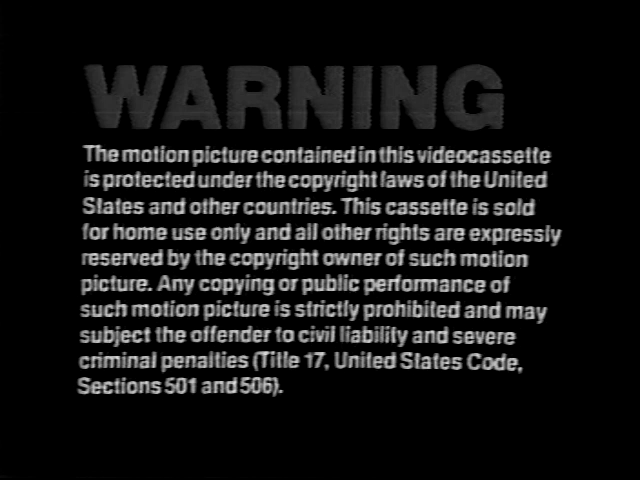 WARNING
The motion picture contained in this videocassette
is protected under the copyright laws of the United
States and other countries. This cassette is sold
for home use only and all other rights are expressly
reserved by the copyright owner of such motion
picture. Any copying or public performance of
such motion picture is strictly prohibited and may
subject the offender to civil liability and severe
criminal penalties (Title 17, United States Code,
Sections 501 and 506).